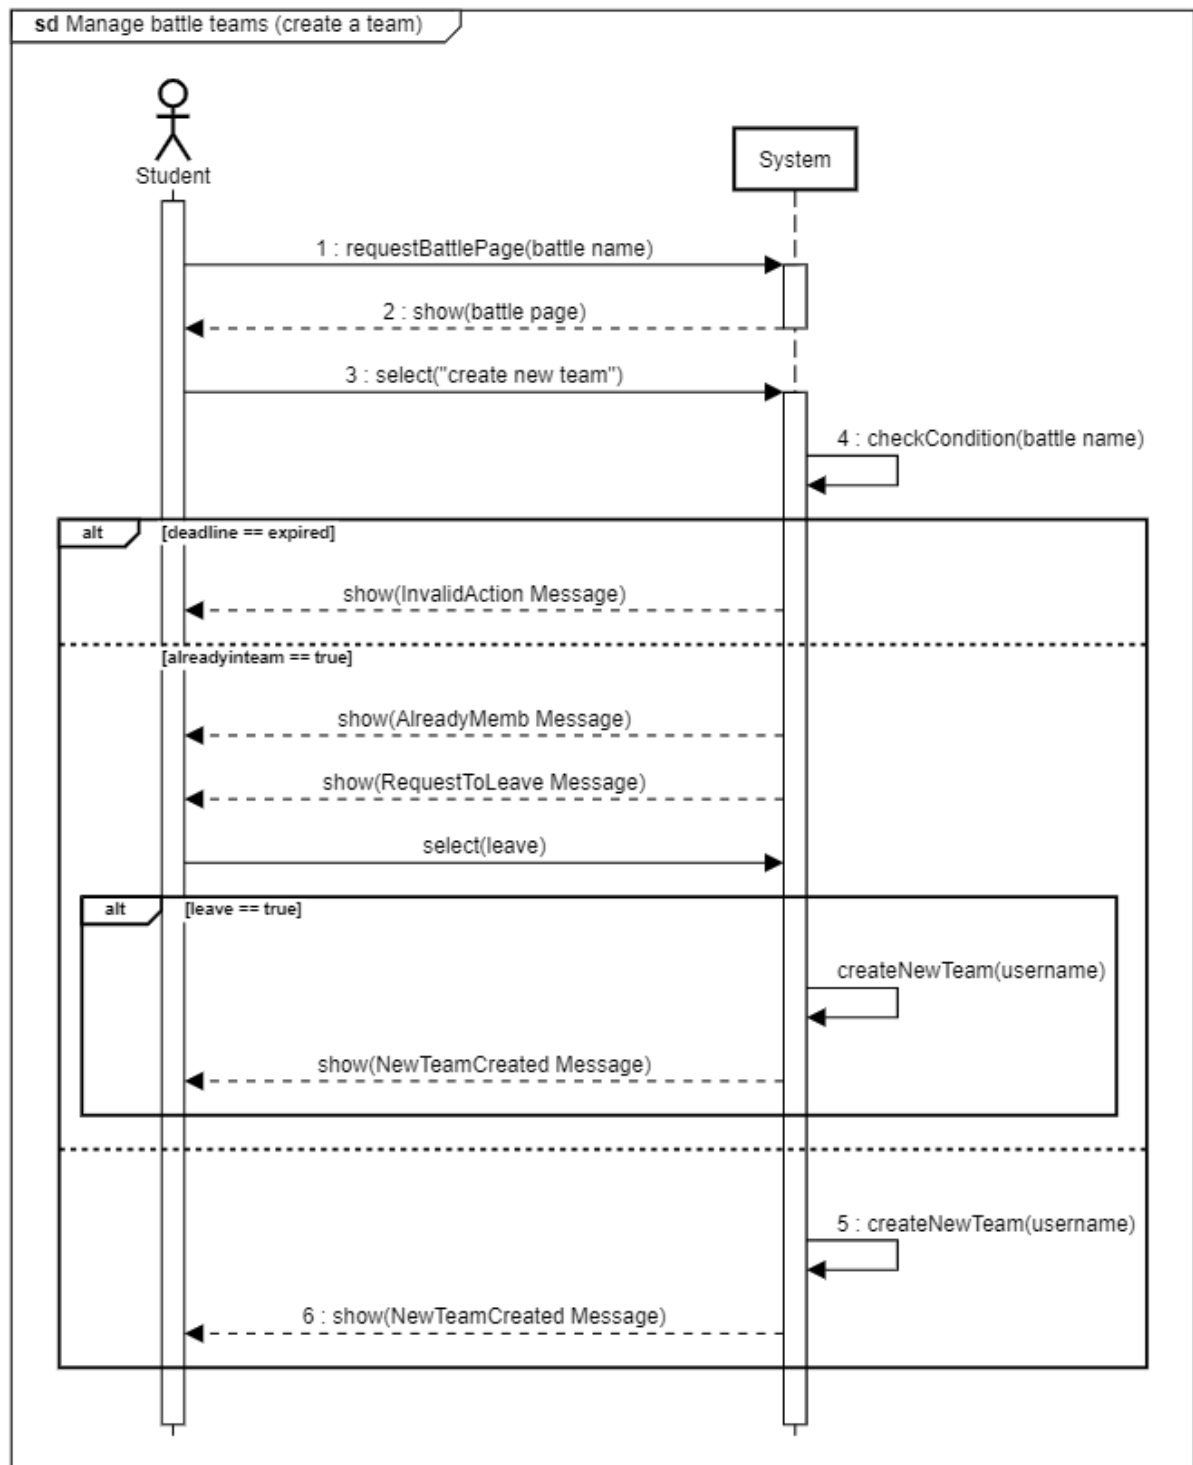 sd Manage battle teams (create a team)
Student
System
1 : requestBattlePage(battle name)
2 : show(battle page)
3 : select("create new team")
4 : checkCondition(battle name)
alt [deadline == expired]
show(InvalidAction Message)
[alreadyinteam == true]
show(AlreadyMemb Message)
show(RequestToLeave Message)
select(leave)
alt [leave == true]
createNewTeam(username)
show(NewTeamCreated Message)
5 : createNewTeam(username)
6 : show(NewTeamCreated Message)